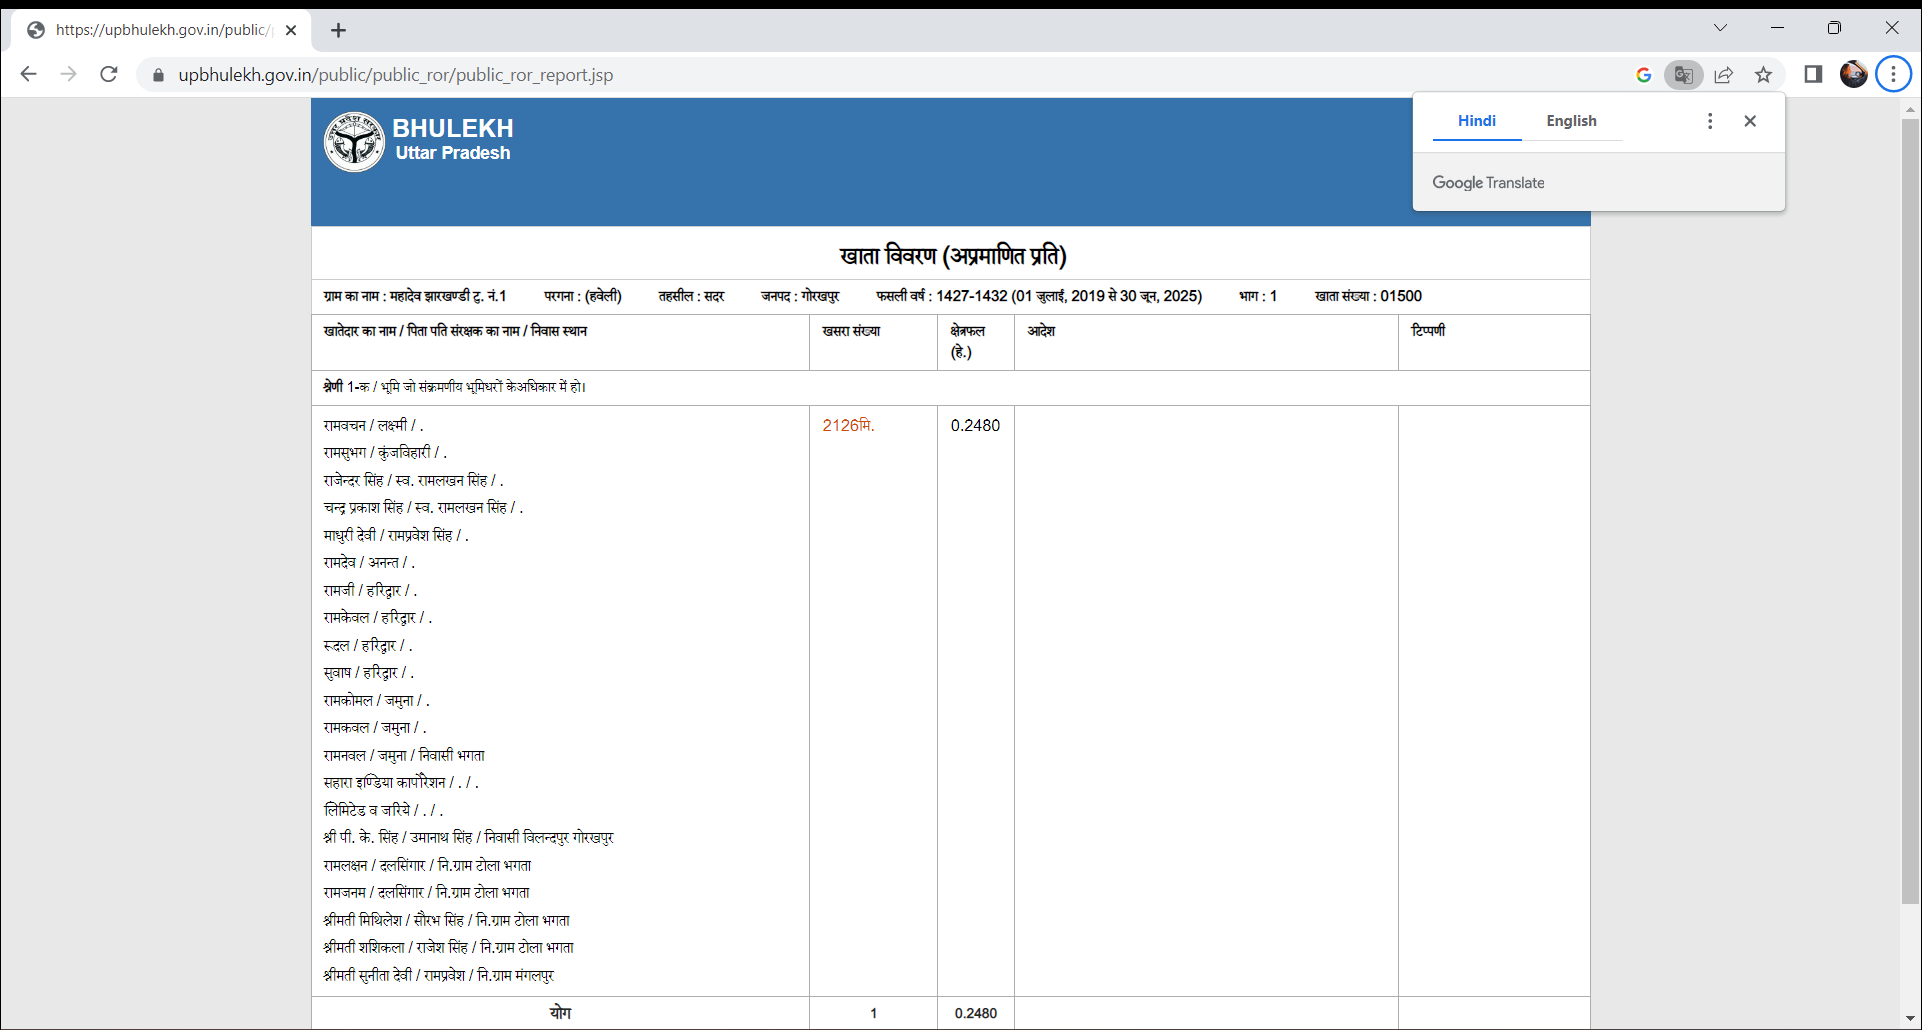 https://upbhulekh.gov.in/public/
upbhulekh.gov.in/public/public_ror/public_ror_report.jsp
Hindi English
Google Translate
BHULEKH
Uttar Pradesh
खाता विवरण (अप्रमाणित प्रति)
ग्राम का नाम : महादेव झारखण्डी टु. नं.1 परगना : (हवेली) तहसील : सदर जनपद : गोरखपुर फसली वर्ष : 1427-1432 (01 जुलाई, 2019 से 30 जून, 2025) भाग : 1 खाता संख्या : 01500
खातेदार का नाम / पिता पति संरक्षक का नाम / निवास स्थान खसरा संख्या क्षेत्रफल (हे.) आदेश टिप्पणी
श्रेणी 1-क / भूमि जो संक्रमणीय भूमिधरों केअधिकार में हो।
रामवचन / लक्ष्मी / . 2126मि. 0.2480
रामसुभग / कुंजविहारी / .
राजेन्दर सिंह / स्व. रामलखन सिंह / .
चन्द्र प्रकाश सिंह / स्व. रामलखन सिंह / .
माधुरी देवी / रामप्रवेश सिंह / .
रामदेव / अनन्त / .
रामजी / हरिद्वार / .
रामकेवल / हरिद्वार / .
रूदल / हरिद्वार / .
सुवाष / हरिद्वार / .
रामकोमल / जमुना / .
रामकवल / जमुना / .
रामनवल / जमुना / निवासी भगता
सहारा इण्डिया कार्पोरेशन / . / .
लिमिटेड व जरिये / . / .
श्री पी. के. सिंह / उमानाथ सिंह / निवासी विलन्दपुर गोरखपुर
रामलक्षन / दलसिंगार / नि.ग्राम टोला भगता
रामजनम / दलसिंगार / नि.ग्राम टोला भगता
श्रीमती मिथिलेश / सौरभ सिंह / नि.ग्राम टोला भगता
श्रीमती शशिकला / राजेश सिंह / नि.ग्राम टोला भगता
श्रीमती सुनीता देवी / रामप्रवेश / नि.ग्राम मंगलपुर
योग 1 0.2480